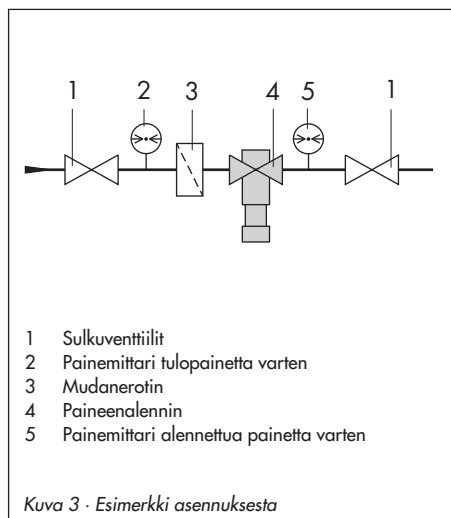 1 2 3 4 5 1
1 Sulkuventtiilit
2 Painemittari tulopainetta varten
3 Mudanerotin
4 Paineenalennin
5 Painemittari alennettua painetta varten
Kuva 3 · Esimerkki asennuksesta